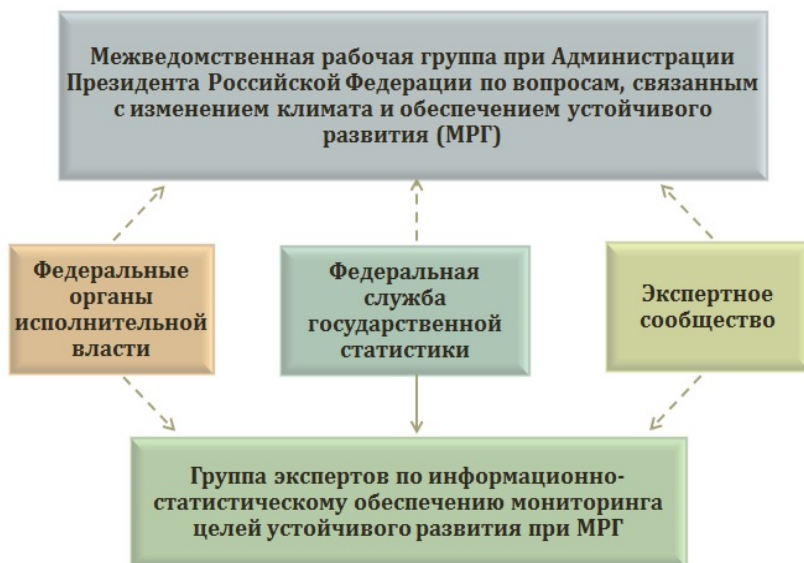 Межведомственная рабочая группа при Администрации
Президента Российской Федерации по вопросам, связанным
с изменением климата и обеспечением устойчивого
развития (МРГ)
Федеральные
органы
исполнительной
власти
Федеральная
служба
государственной
статистики
Экспертное
сообщество
Группа экспертов по информационно-
статистическому обеспечению мониторинга
целей устойчивого развития при МРГ